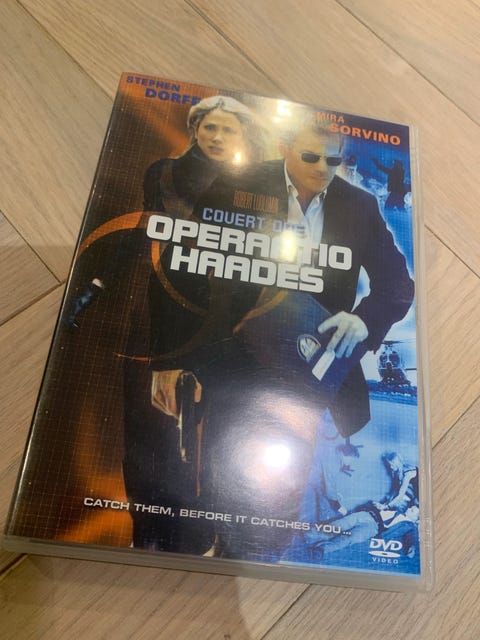 STEPHEN
DORFF
MIRA
SORVINO
ROBERT LUDLUM
COVERT ONE
OPERAATIO
HAADES
CATCH THEM, BEFORE IT CATCHES YOU...
DVD
VIDEO